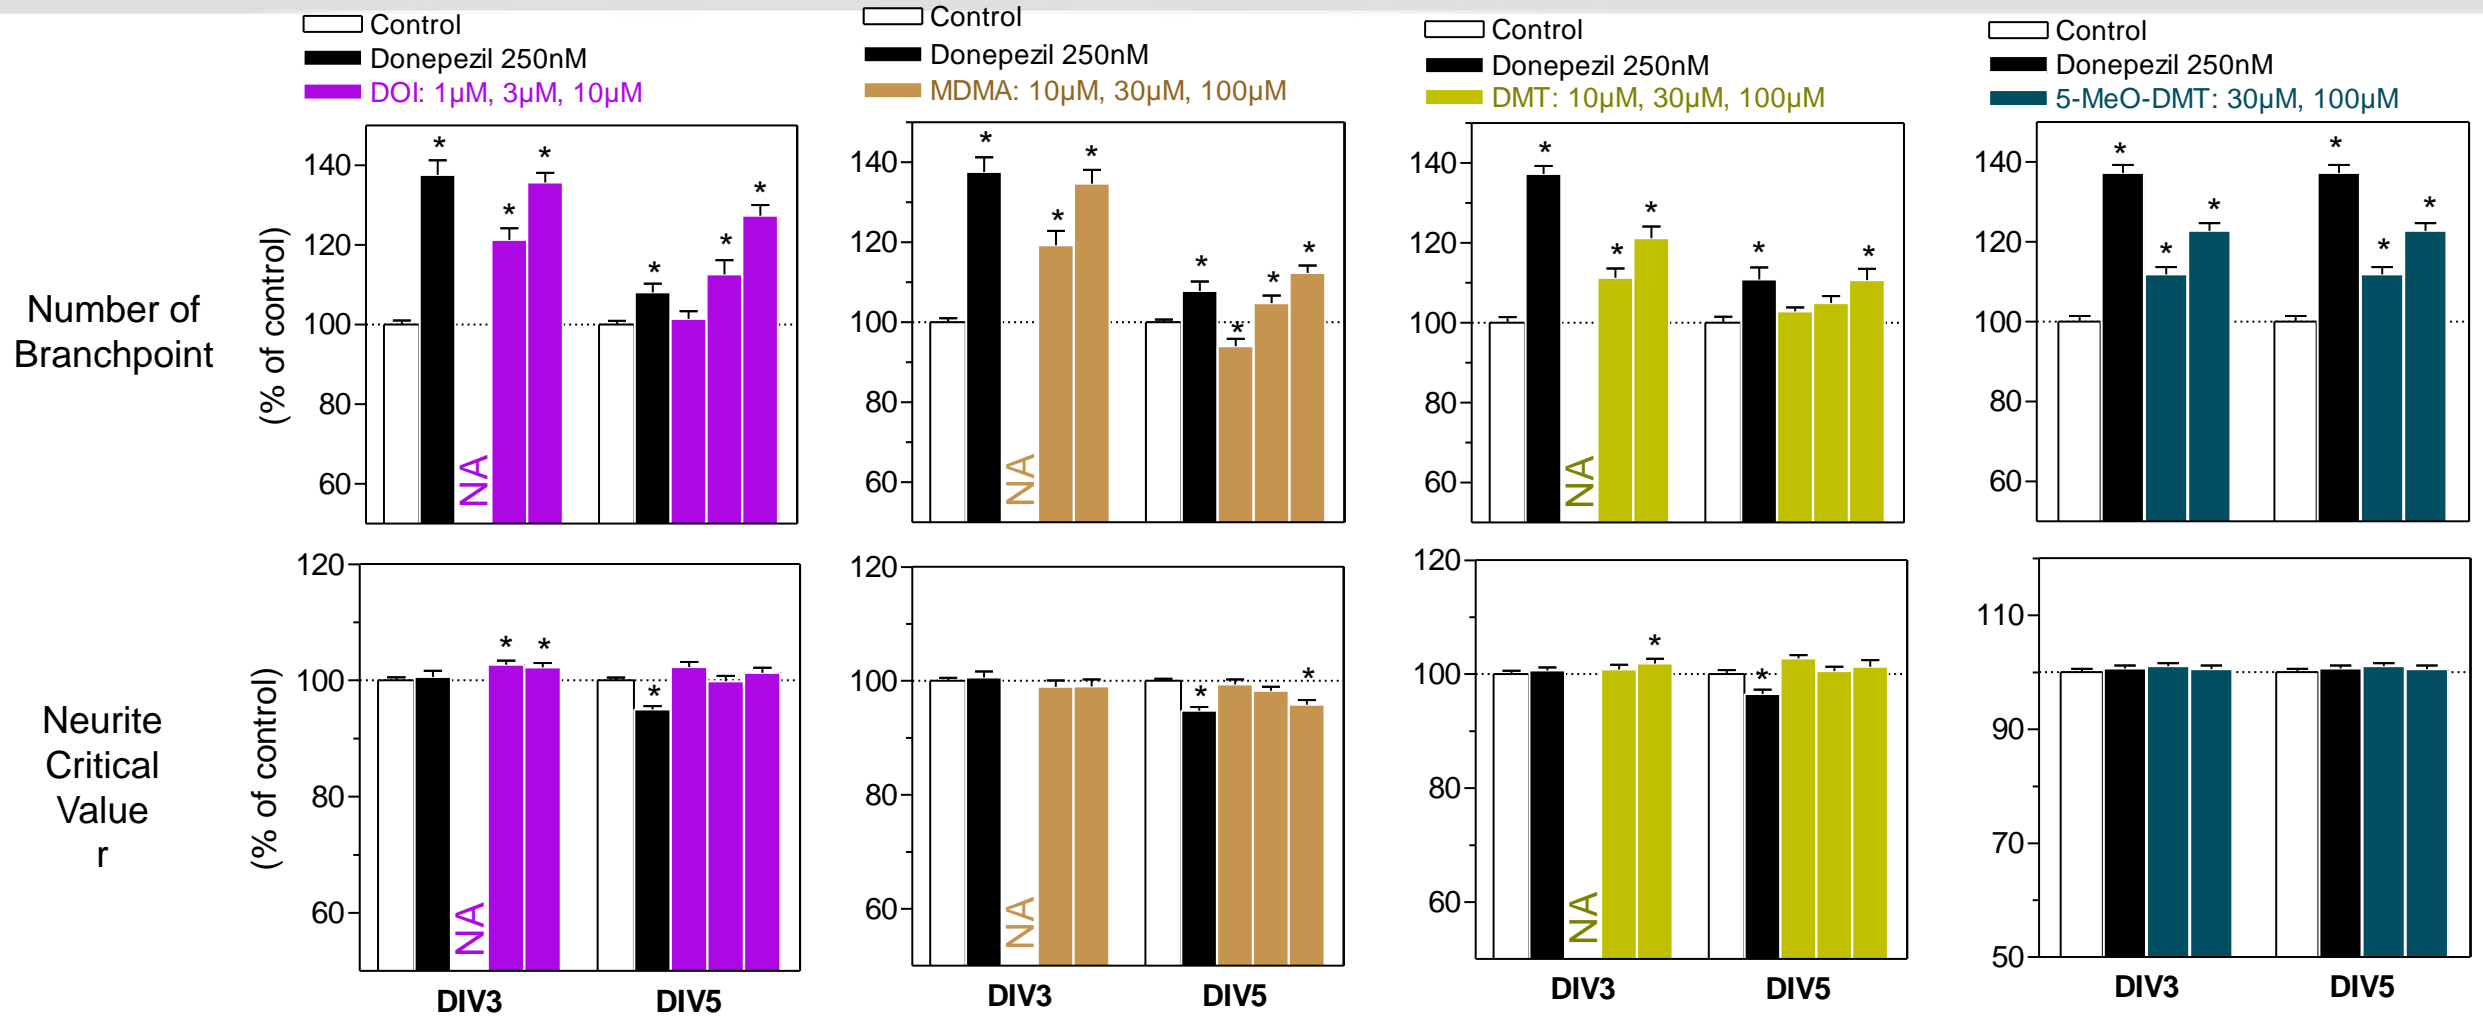 Control
Donepezil 250nM
DOI: 1µM, 3µM, 10µM
Control
Donepezil 250nM
MDMA: 10µM, 30µM, 100µM
Control
Donepezil 250nM
DMT: 10µM, 30µM, 100µM
Control
Donepezil 250nM
5-MeO-DMT: 30µM, 100µM
Number of
Branchpoint
(% of control)
140
120
100
80
60
* * * * * *
NA
140
120
100
80
60
* * * * * * *
NA
140
120
100
80
60
* * * * *
NA
140
120
100
80
60
* * * * * *
Neurite
Critical
Value
r
(% of control)
120
100
80
60
* * *
NA
DIV3 DIV5
120
100
80
60
* *
NA
DIV3 DIV5
120
100
80
60
* *
NA
DIV3 DIV5
110
90
70
50
DIV3 DIV5